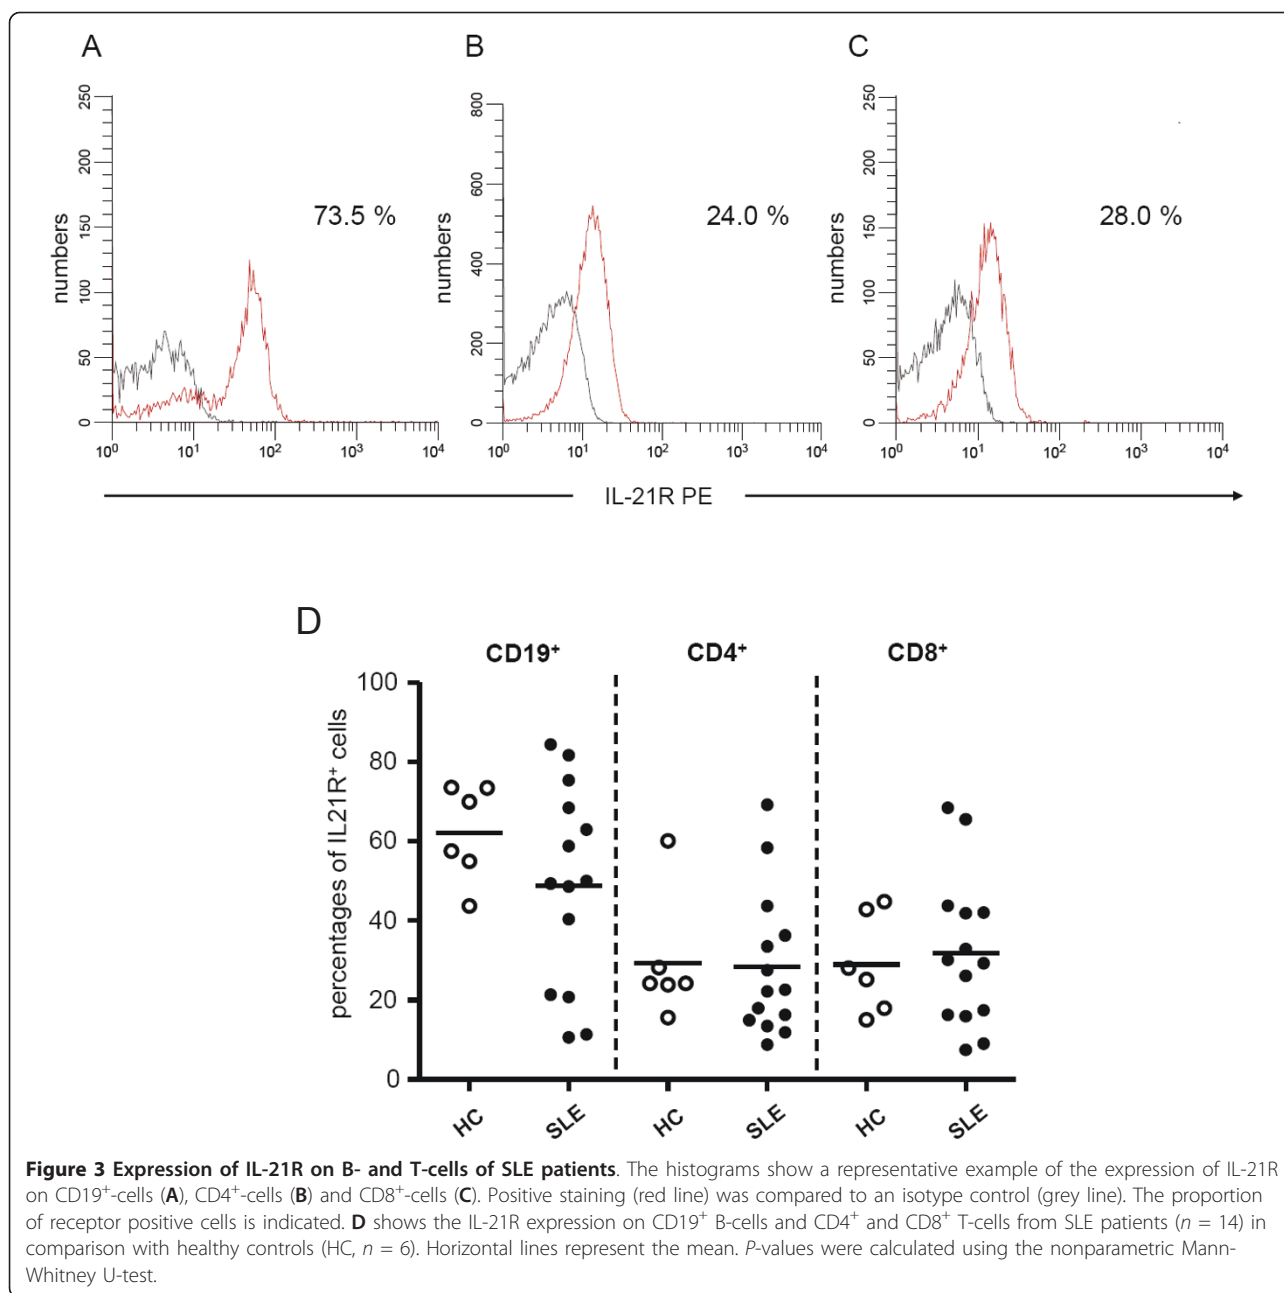 A
B
C
250
200
150
100
50
0
numbers
73.5 %
10⁰ 10¹ 10² 10³ 10⁴
800
600
400
200
0
numbers
24.0 %
10⁰ 10¹ 10² 10³ 10⁴
250
200
150
100
50
0
numbers
28.0 %
10⁰ 10¹ 10² 10³ 10⁴
IL-21R PE
D
CD19⁺ CD4⁺ CD8⁺
percentages of IL21R⁺ cells
100
80
60
40
20
0
HC SLE HC SLE HC SLE
Figure 3 Expression of IL-21R on B- and T-cells of SLE patients. The histograms show a representative example of the expression of IL-21R
on CD19⁺-cells (A), CD4⁺-cells (B) and CD8⁺-cells (C). Positive staining (red line) was compared to an isotype control (grey line). The proportion
of receptor positive cells is indicated. D shows the IL-21R expression on CD19⁺ B-cells and CD4⁺ and CD8⁺ T-cells from SLE patients (n = 14) in
comparison with healthy controls (HC, n = 6). Horizontal lines represent the mean. P-values were calculated using the nonparametric Mann-
Whitney U-test.